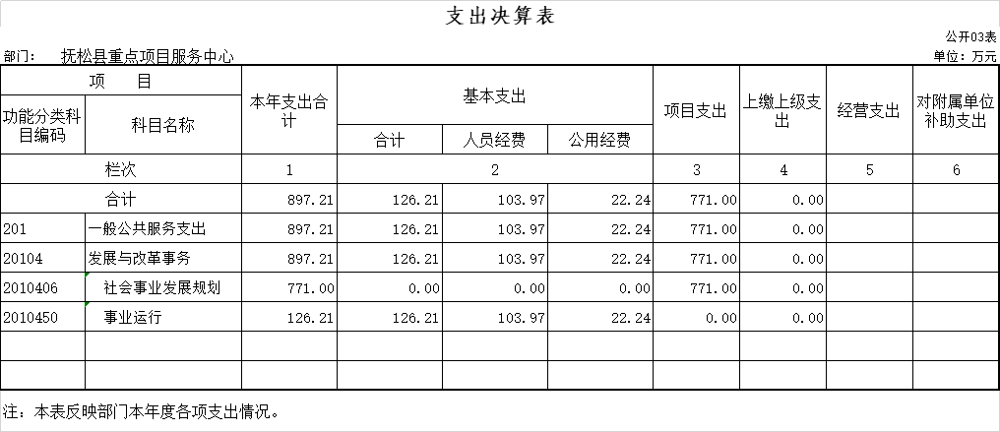 支出决算表
公开03表
部门： 抚松县重点项目服务中心 单位：万元
项 目 本年支出合计 基本支出 项目支出 上缴上级支出 经营支出 对附属单位补助支出
功能分类科目编码 科目名称 合计 人员经费 公用经费
栏次 1 2 3 4 5 6
合计 897.21 126.21 103.97 22.24 771.00 0.00
201 一般公共服务支出 897.21 126.21 103.97 22.24 771.00 0.00
20104 发展与改革事务 897.21 126.21 103.97 22.24 771.00 0.00
2010406 社会事业发展规划 771.00 0.00 0.00 0.00 771.00 0.00
2010450 事业运行 126.21 126.21 103.97 22.24 0.00 0.00
注：本表反映部门本年度各项支出情况。